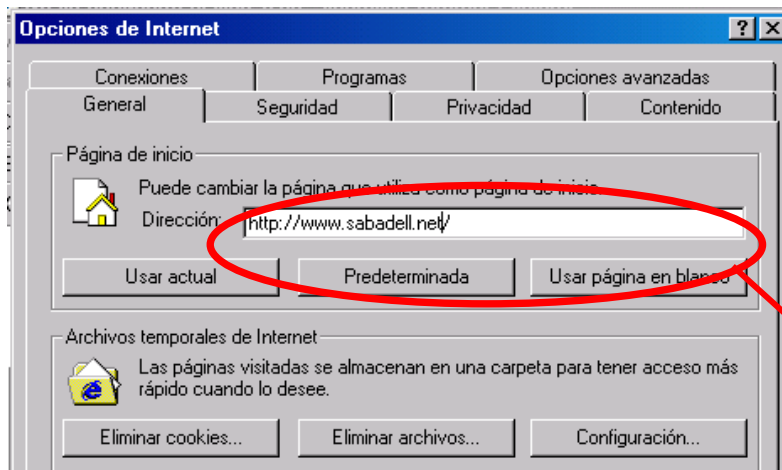 Opciones de Internet
Conexiones Programas Opciones avanzadas
General Seguridad Privacidad Contenido
Página de inicio
Puede cambiar la página que utiliza como página de inicio.
Dirección: http://www.sabadell.net/
Usar actual Predeterminada Usar página en blanco
Archivos temporales de Internet
Las páginas visitadas se almacenan en una carpeta para tener acceso más
rápido cuando lo desee.
Eliminar cookies... Eliminar archivos... Configuración...